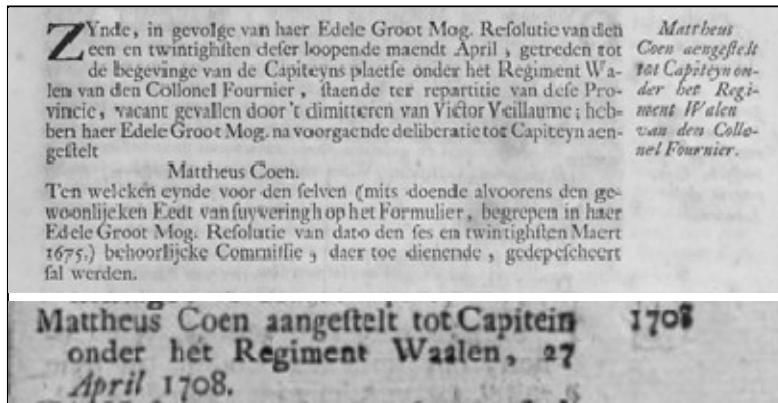 ZYnde, in gevolge van haer Edele Groot Mog. Resolutie van den
een en twintighsten deser loopende maendt April, getreden tot
de begevinge van de Capiteyns plaetse onder het Regiment Wa-
len van den Collonel Fournier, staende ter repartitie van dese Pro-
vincie, vacant gevallen door 't dimitteren van Victor Veillaume; heb-
ben haer Edele Groot Mog. na voorgaende deliberatie tot Capiteyn aen-
gestelt
Mattheus Coen.
Ten welcken eynde voor den selven (mits doende alvoorens den ge-
woonlijcken Eedt van suyveringh op het Formulier, begrepen in haer
Edele Groot Mog. Resolutie van dato den ses en twintighsten Maert
1675.) behoorlijcke Commissie, daer toe dienende, gedepescheert
sal werden.
Mattheus
Coen aengestelt
tot Capiteyn on-
der het Regi-
ment Walen
van den Collo-
nel Fournier.
Mattheus Coen aangestelt tot Capitein 1708
onder het Regiment Waalen, 27
April 1708.